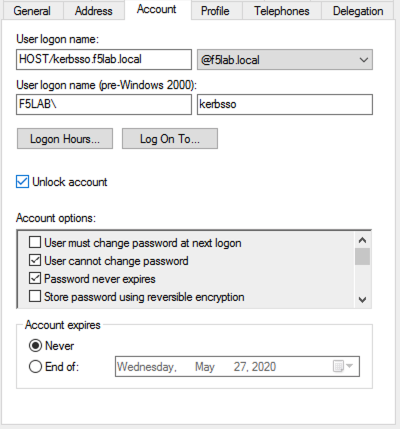 General Address Account Profile Telephones Delegation
User logon name:
HOST/kerbsso.f5lab.local @f5lab.local
User logon name (pre-Windows 2000):
F5LAB\ kerbsso
Logon Hours... Log On To...
Unlock account
Account options:
User must change password at next logon
User cannot change password
Password never expires
Store password using reversible encryption
Account expires
Never
End of: Wednesday, May 27, 2020